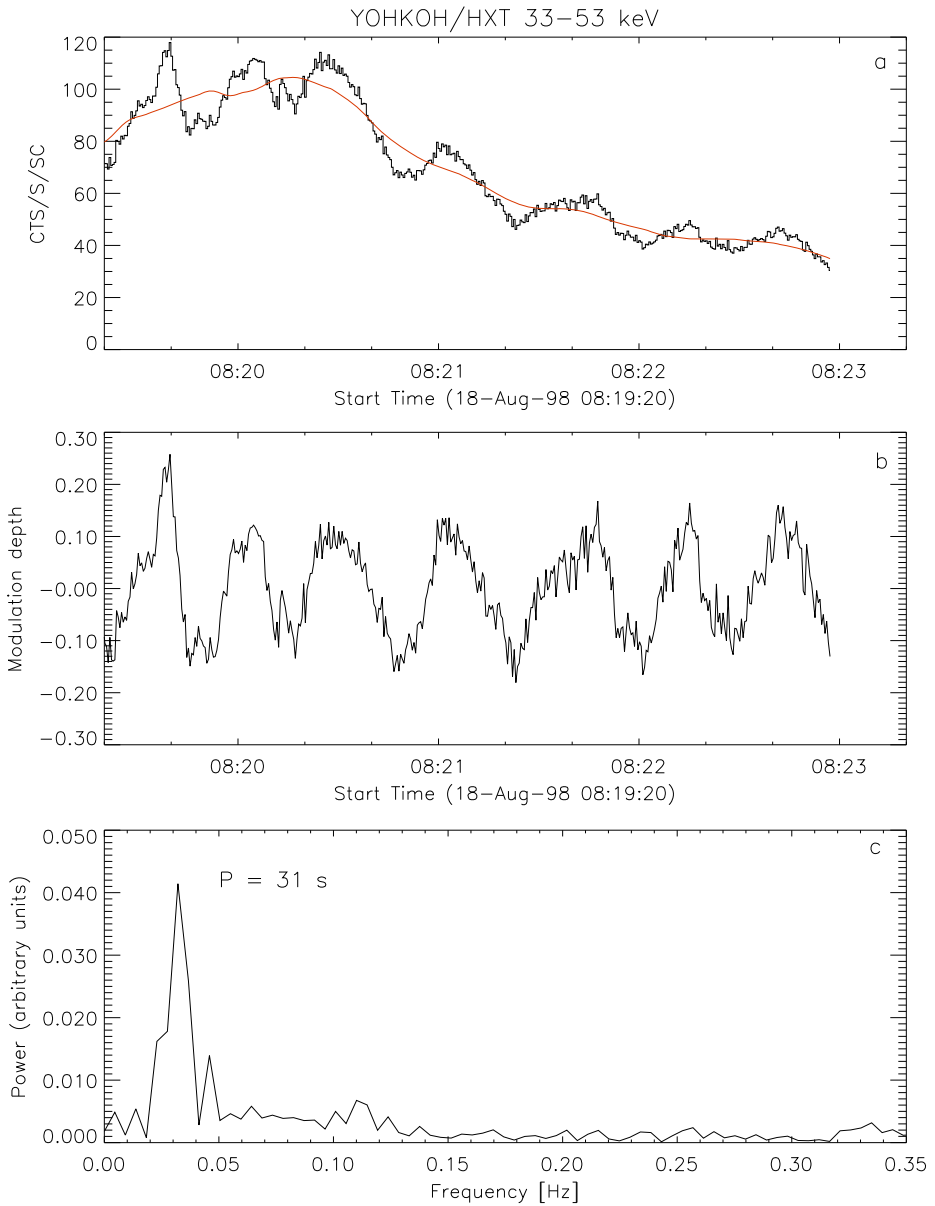 YOHKOH/HXT 33−53 keV
a
120
100
80
60
40
20
0
CTS/S/SC
08:20 08:21 08:22 08:23
Start Time (18−Aug−98 08:19:20)
b
0.30
0.20
0.10
−0.00
−0.10
−0.20
−0.30
Modulation depth
08:20 08:21 08:22 08:23
Start Time (18−Aug−98 08:19:20)
c
P = 31 s
0.050
0.040
0.030
0.020
0.010
0.000
Power (arbitrary units)
0.00 0.05 0.10 0.15 0.20 0.25 0.30 0.35
Frequency [Hz]